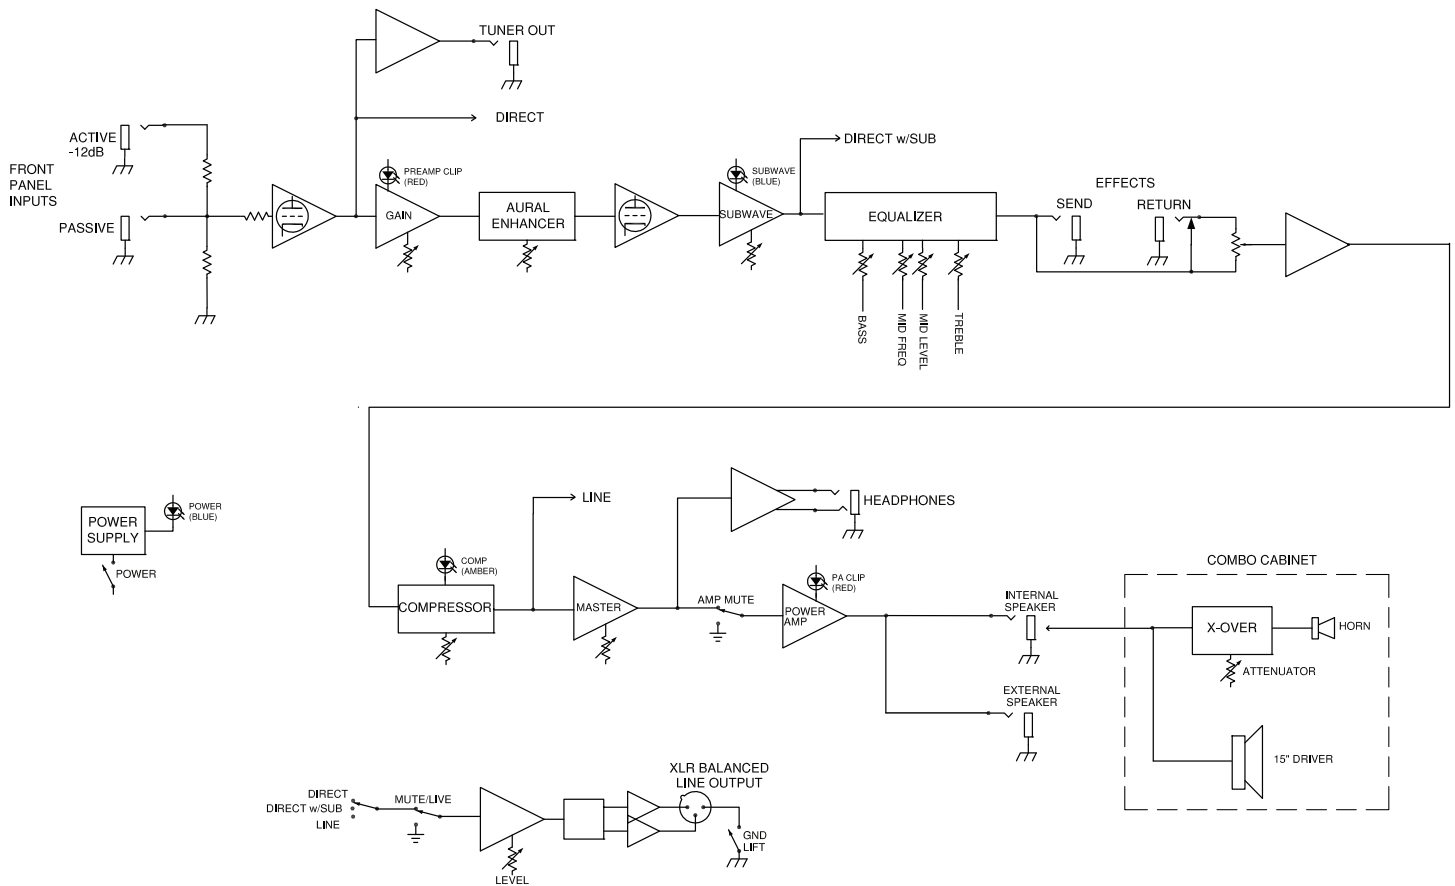 TUNER OUT
DIRECT
ACTIVE
-12dB
FRONT
PANEL
INPUTS
PASSIVE
PREAMP CLIP
(RED)
GAIN
AURAL
ENHANCER
SUBWAVE
(BLUE)
SUBWAVE
DIRECT w/SUB
EQUALIZER
BASS
MID FREQ
MID LEVEL
TREBLE
EFFECTS
SEND
RETURN
POWER
SUPPLY
POWER
(BLUE)
POWER
COMP
(AMBER)
COMPRESSOR
LINE
MASTER
HEADPHONES
AMP MUTE
PA CLIP
(RED)
POWER
AMP
INTERNAL
SPEAKER
EXTERNAL
SPEAKER
COMBO CABINET
X-OVER
HORN
ATTENUATOR
15" DRIVER
DIRECT
DIRECT w/SUB
LINE
MUTE/LIVE
LEVEL
XLR BALANCED
LINE OUTPUT
GND
LIFT